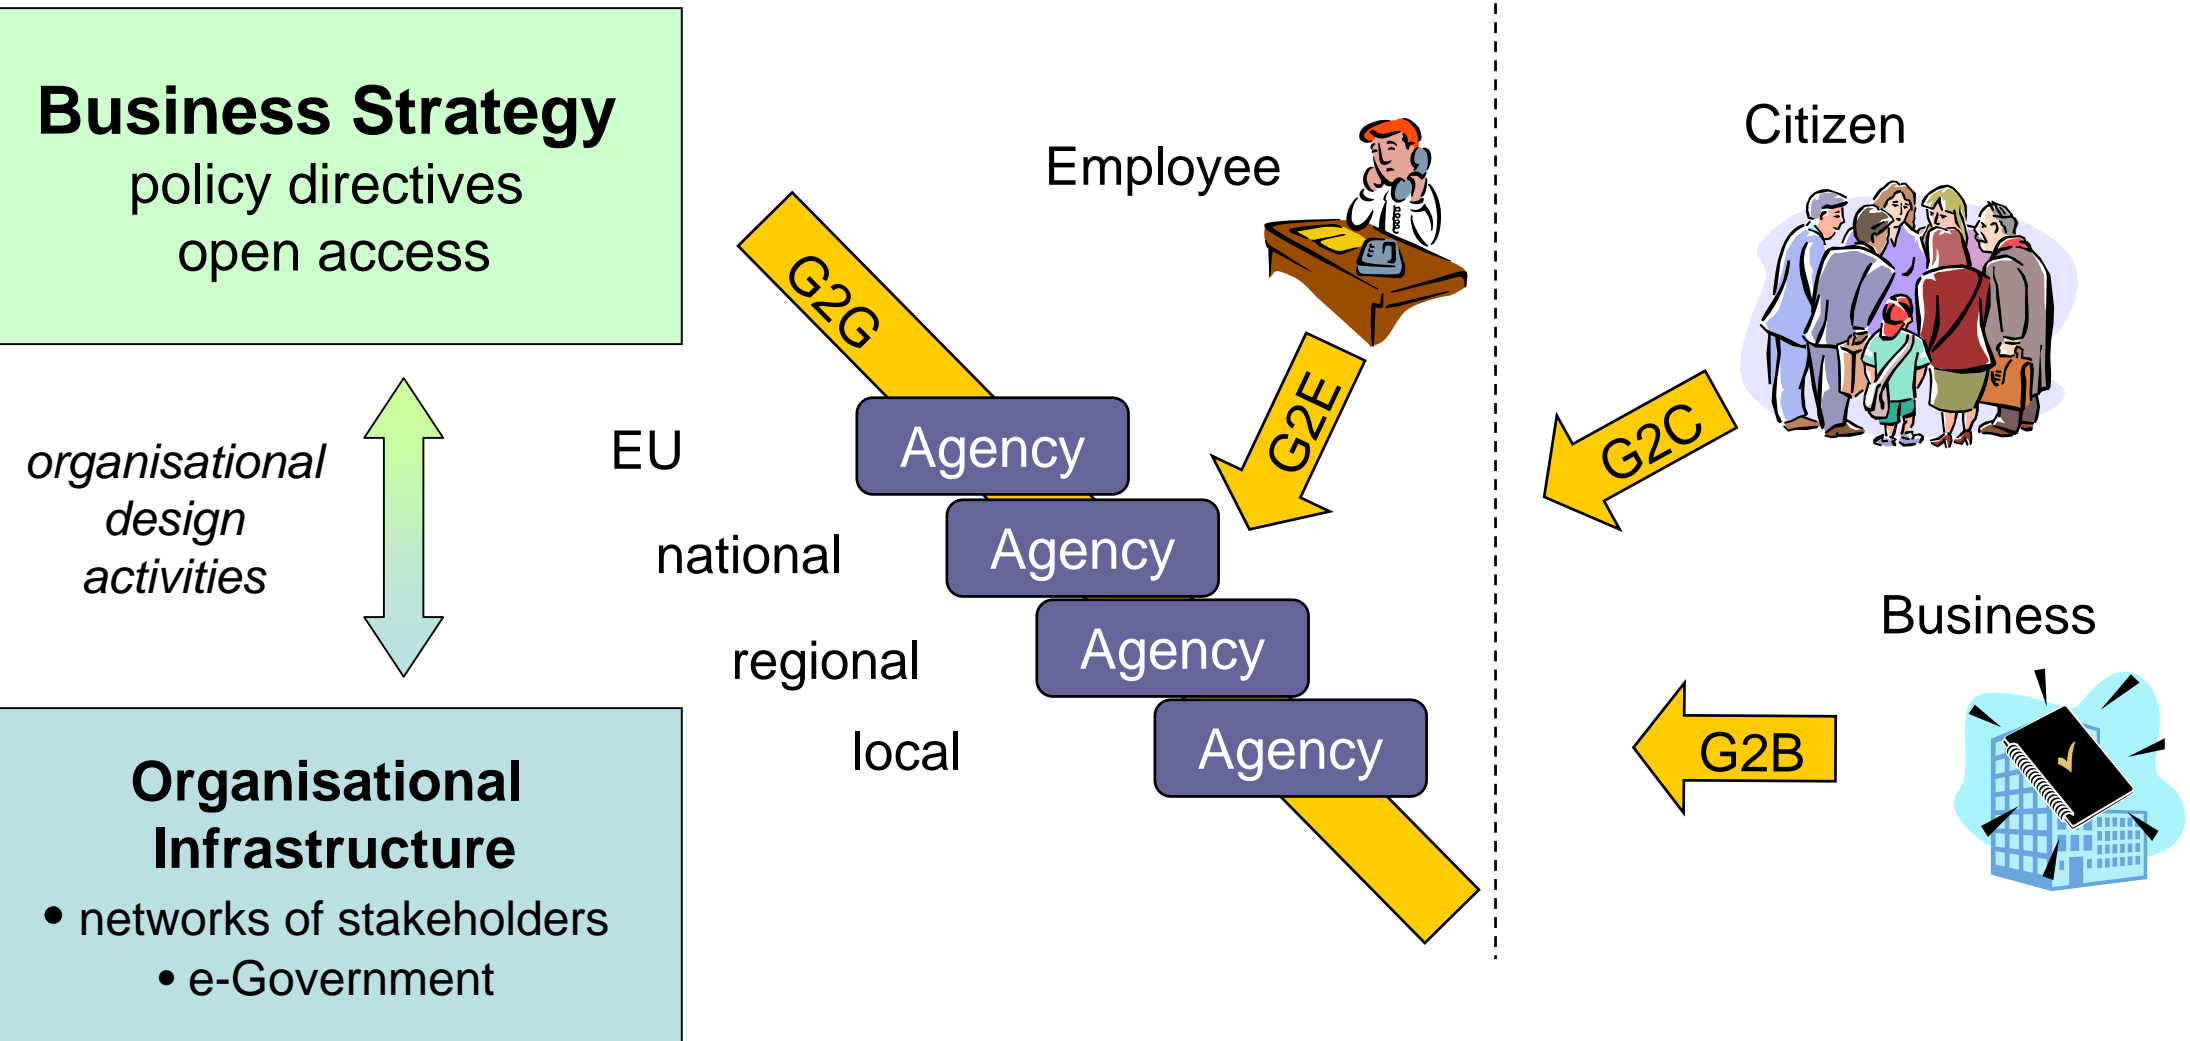 Business Strategy
policy directives
open access
organisational
design
activities
Organisational
Infrastructure
• networks of stakeholders
• e-Government
Employee
G2G
G2E
EU
Agency
national
Agency
regional
Agency
local
Agency
Citizen
G2C
Business
G2B